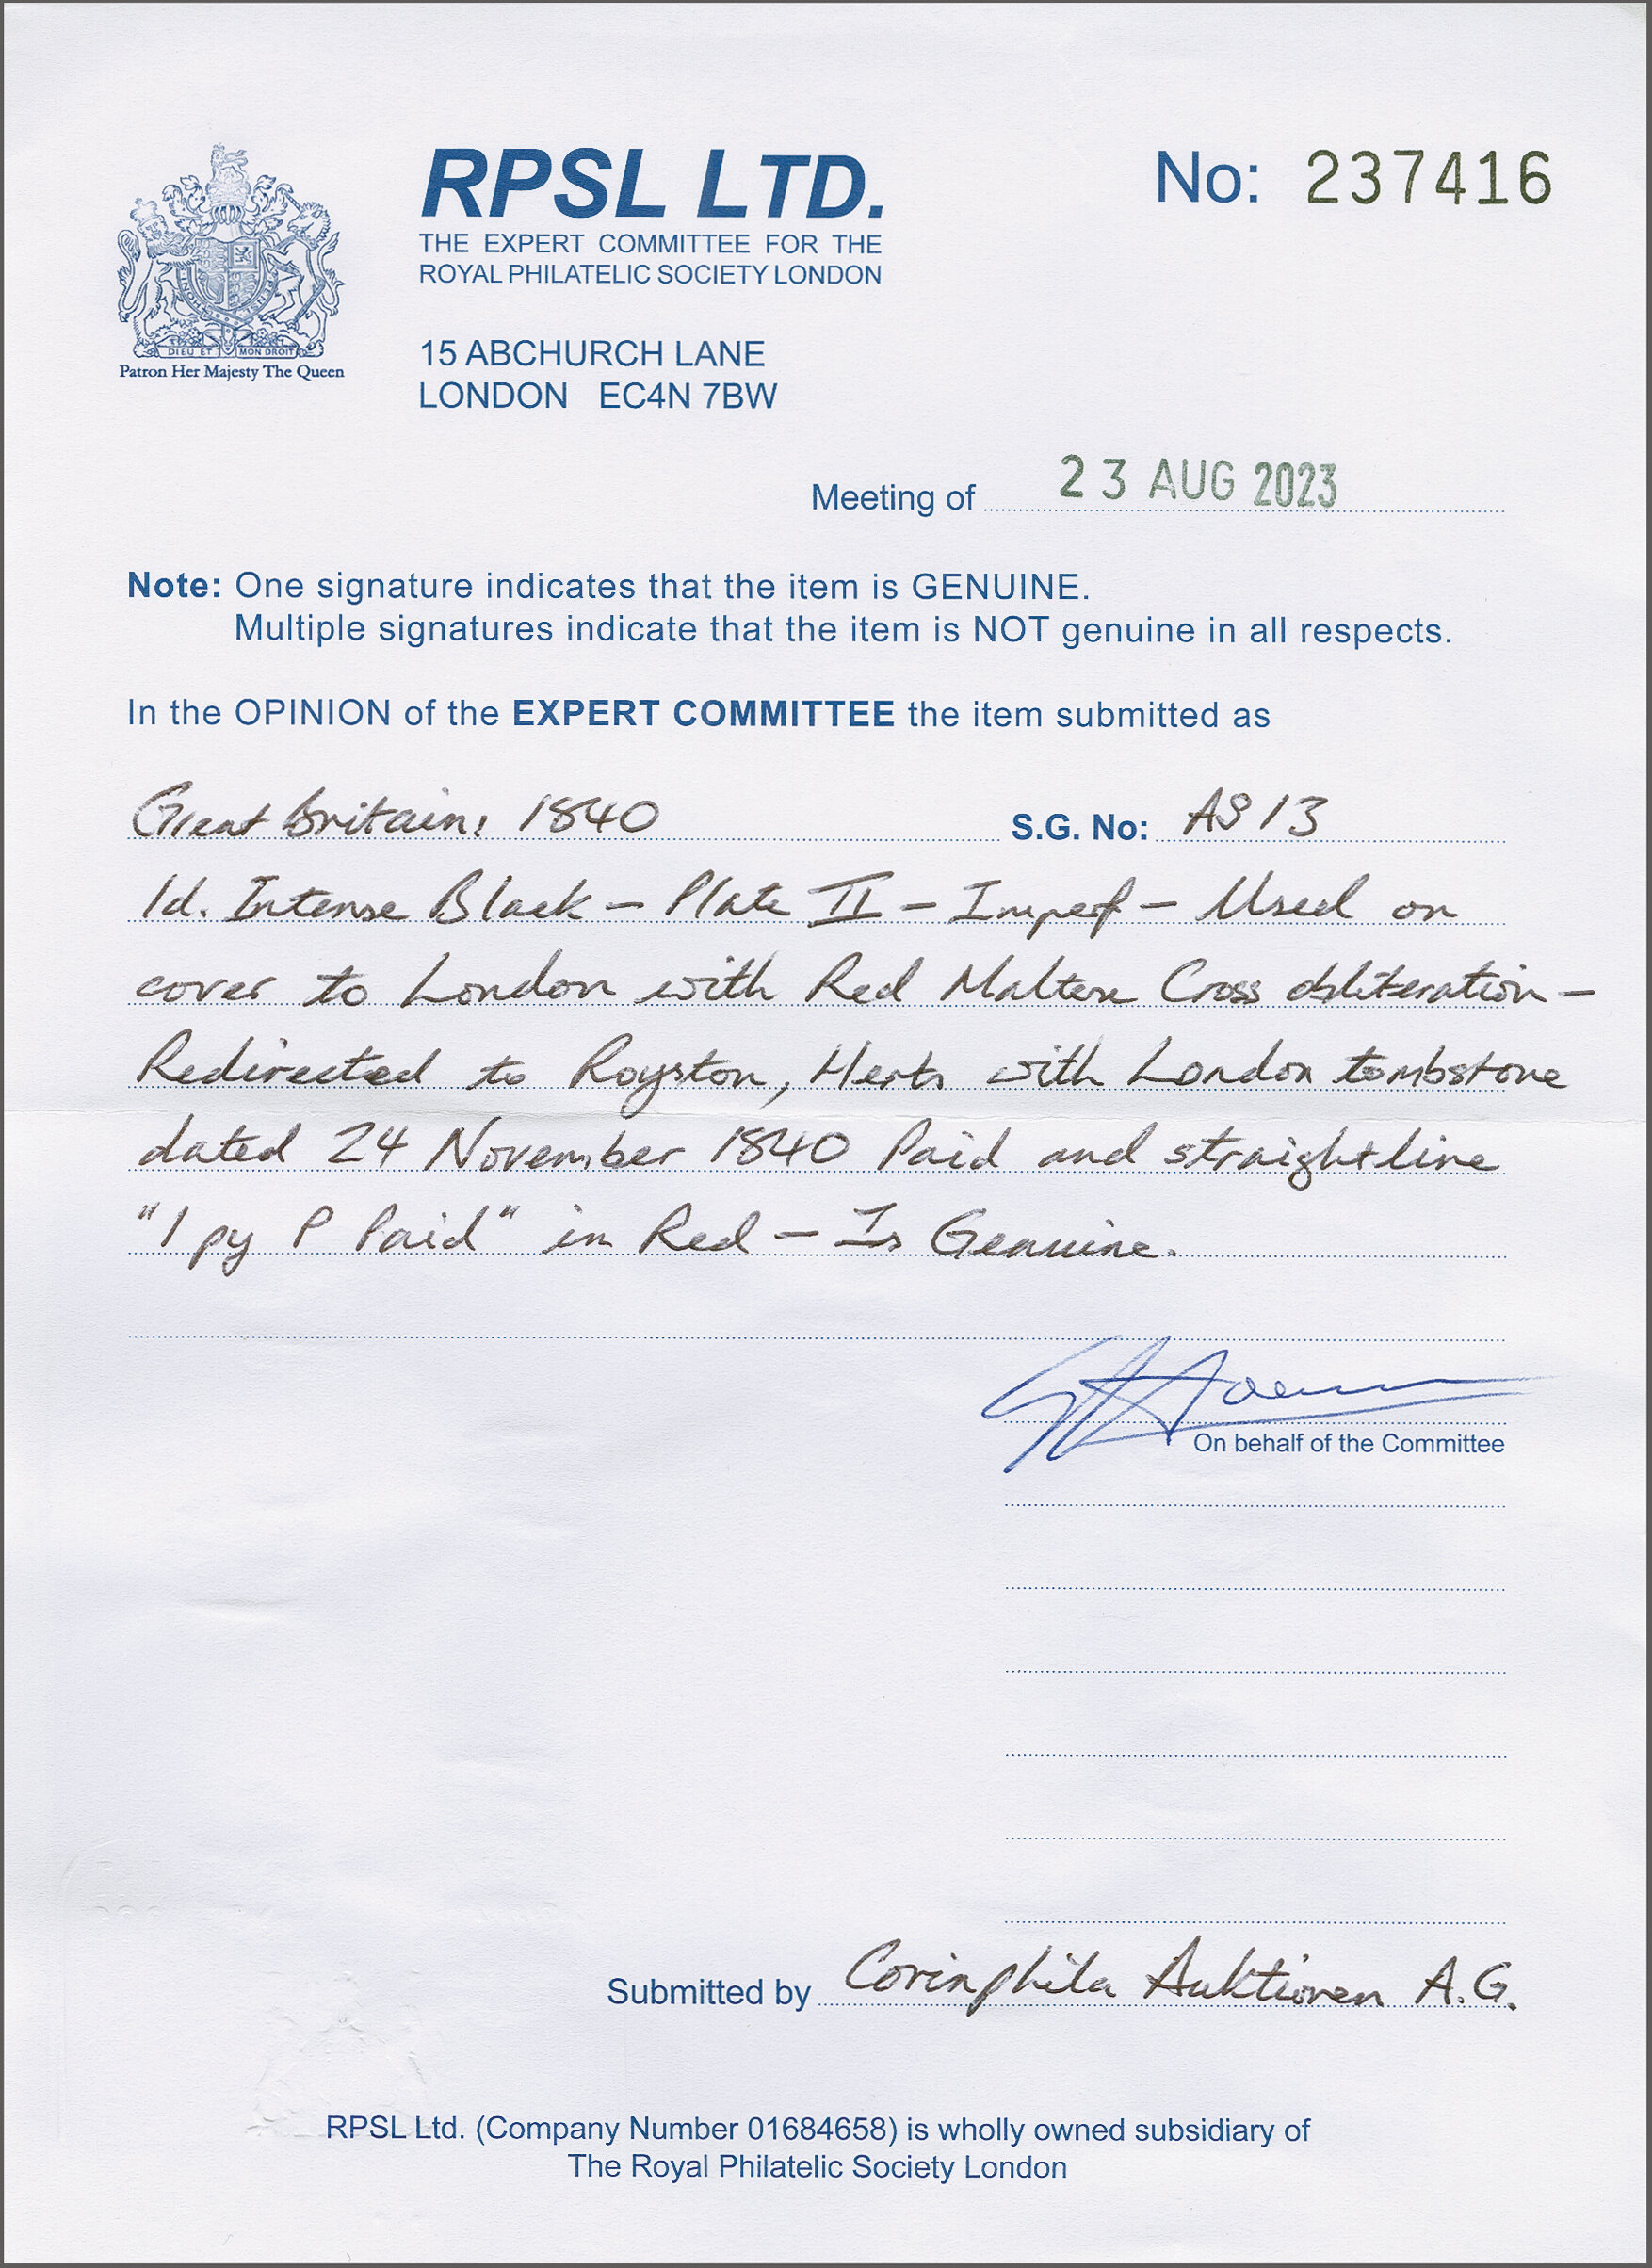 RPSL LTD.
THE EXPERT COMMITTEE FOR THE
ROYAL PHILATELIC SOCIETY LONDON
No: 237416
DIEU ET MON DROIT
Patron Her Majesty The Queen
15 ABCHURCH LANE
LONDON EC4N 7BW
Meeting of 23 AUG 2023
Note: One signature indicates that the item is GENUINE.
Multiple signatures indicate that the item is NOT genuine in all respects.
In the OPINION of the EXPERT COMMITTEE the item submitted as
Great Britain: 1840 S.G. No: AS13
1d. Intense Black – Plate II – Imperf – Used on
cover to London with Red Maltese Cross obliteration –
Redirected to Royston, Herts with London tombstone
dated 24 November 1840 Paid and straightline
"1 py P Paid" in Red – Is Genuine.
On behalf of the Committee
Submitted by Corinphila Auktionen A.G.
RPSL Ltd. (Company Number 01684658) is wholly owned subsidiary of
The Royal Philatelic Society London